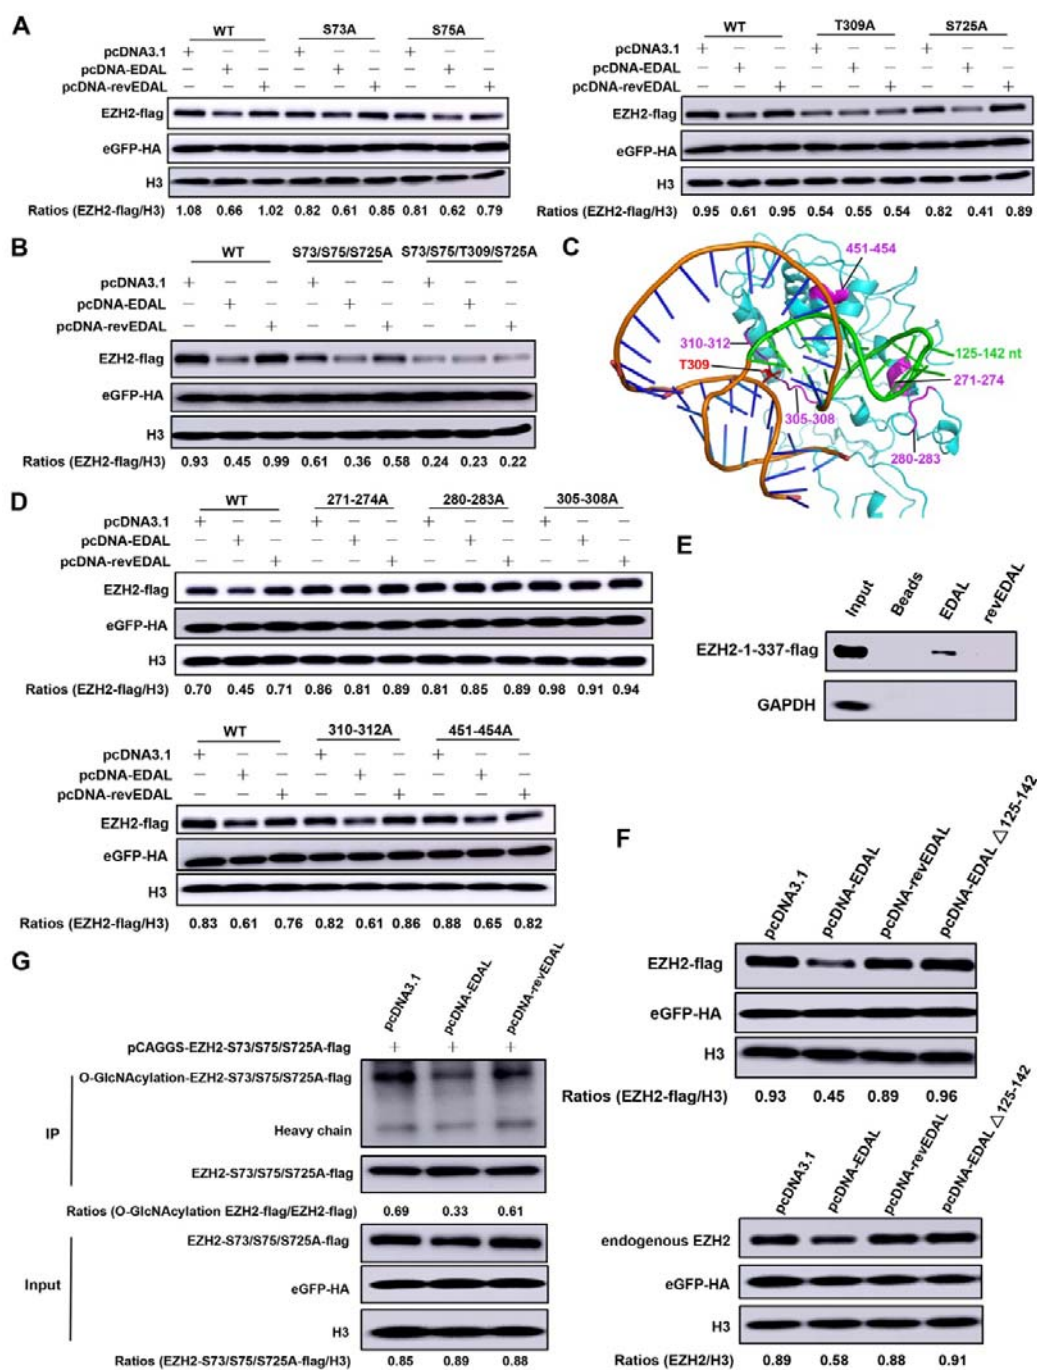 A
WT S73A S75A
pcDNA3.1 + − − + − − + − −
pcDNA-EDAL − + − − + − − + −
pcDNA-revEDAL − − + − − + − − +
EZH2-flag
eGFP-HA
H3
Ratios (EZH2-flag/H3) 1.08 0.66 1.02 0.82 0.61 0.85 0.81 0.62 0.79
WT T309A S725A
pcDNA3.1 + − − + − − + − −
pcDNA-EDAL − + − − + − − + −
pcDNA-revEDAL − − + − − + − − +
EZH2-flag
eGFP-HA
H3
Ratios (EZH2-flag/H3) 0.95 0.61 0.95 0.54 0.55 0.54 0.82 0.41 0.89
B
WT S73/S75/S725A S73/S75/T309/S725A
pcDNA3.1 + − − + − − + − −
pcDNA-EDAL − + − − + − − + −
pcDNA-revEDAL − − + − − + − − +
EZH2-flag
eGFP-HA
H3
Ratios (EZH2-flag/H3) 0.93 0.45 0.99 0.61 0.36 0.58 0.24 0.23 0.22
C
451-454
310-312
T309
125-142 nt
271-274
305-308
280-283
D
WT 271-274A 280-283A 305-308A
pcDNA3.1 + − − + − − + − − + − −
pcDNA-EDAL − + − − + − − + − − + −
pcDNA-revEDAL − − + − − + − − + − − +
EZH2-flag
eGFP-HA
H3
Ratios (EZH2-flag/H3) 0.70 0.45 0.71 0.86 0.81 0.89 0.81 0.85 0.89 0.98 0.91 0.94
WT 310-312A 451-454A
pcDNA3.1 + − − + − − + − −
pcDNA-EDAL − + − − + − − + −
pcDNA-revEDAL − − + − − + − − +
EZH2-flag
eGFP-HA
H3
Ratios (EZH2-flag/H3) 0.83 0.61 0.76 0.82 0.61 0.86 0.88 0.65 0.82
E
Input Beads EDAL revEDAL
EZH2-1-337-flag
GAPDH
F
pcDNA3.1 pcDNA-EDAL pcDNA-revEDAL pcDNA-EDAL △125-142
EZH2-flag
eGFP-HA
H3
Ratios (EZH2-flag/H3) 0.93 0.45 0.89 0.96
pcDNA3.1 pcDNA-EDAL pcDNA-revEDAL pcDNA-EDAL △125-142
endogenous EZH2
eGFP-HA
H3
Ratios (EZH2/H3) 0.89 0.58 0.88 0.91
G
pcDNA3.1 pcDNA-EDAL pcDNA-revEDAL
pCAGGS-EZH2-S73/S75/S725A-flag + + +
O-GlcNAcylation-EZH2-S73/S75/S725A-flag
IP
Heavy chain
EZH2-S73/S75/S725A-flag
Ratios (O-GlcNAcylation EZH2-flag/EZH2-flag) 0.69 0.33 0.61
EZH2-S73/S75/S725A-flag
Input
eGFP-HA
H3
Ratios (EZH2-S73/S75/S725A-flag/H3) 0.85 0.89 0.88